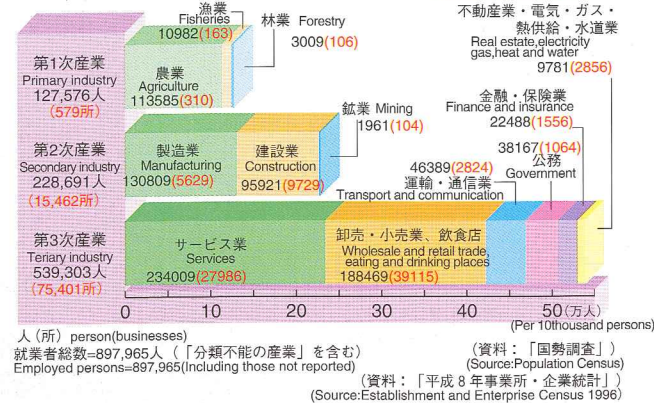 漁業
Fisheries
10982(163)
林業 Forestry
3009(106)
不動産業・電気・ガス・
熱供給・水道業
Real estate,electricity
gas,heat and water
9781(2856)
第1次産業
Primary industry
127,576人
(579所)
農業
Agriculture
113585(310)
鉱業 Mining
1961(104)
金融・保険業
Finance and insurance
22488(1556)
38167(1064)
公務
Government
第2次産業
Secondary industry
228,691人
(15,462所)
製造業
Manufacturing
130809(5629)
建設業
Construction
95921(9729)
46389(2824)
運輸・通信業
Transport and communication
第3次産業
Teriary industry
539,303人
(75,401所)
サービス業
Services
234009(27986)
卸売・小売業、飲食店
Wholesale and retail trade,
eating and drinking places
188469(39115)
0 10 20 30 40 50(万人)
(Per 10thousand persons)
人(所) person(businesses)
就業者総数=897,965人(「分類不能の産業」を含む)
Employed persons=897,965(Including those not reported)
(資料:「国勢調査」)
(Source:Population Census)
(資料:「平成8年事業所・企業統計」)
(Source:Establishment and Enterprise Census 1996)